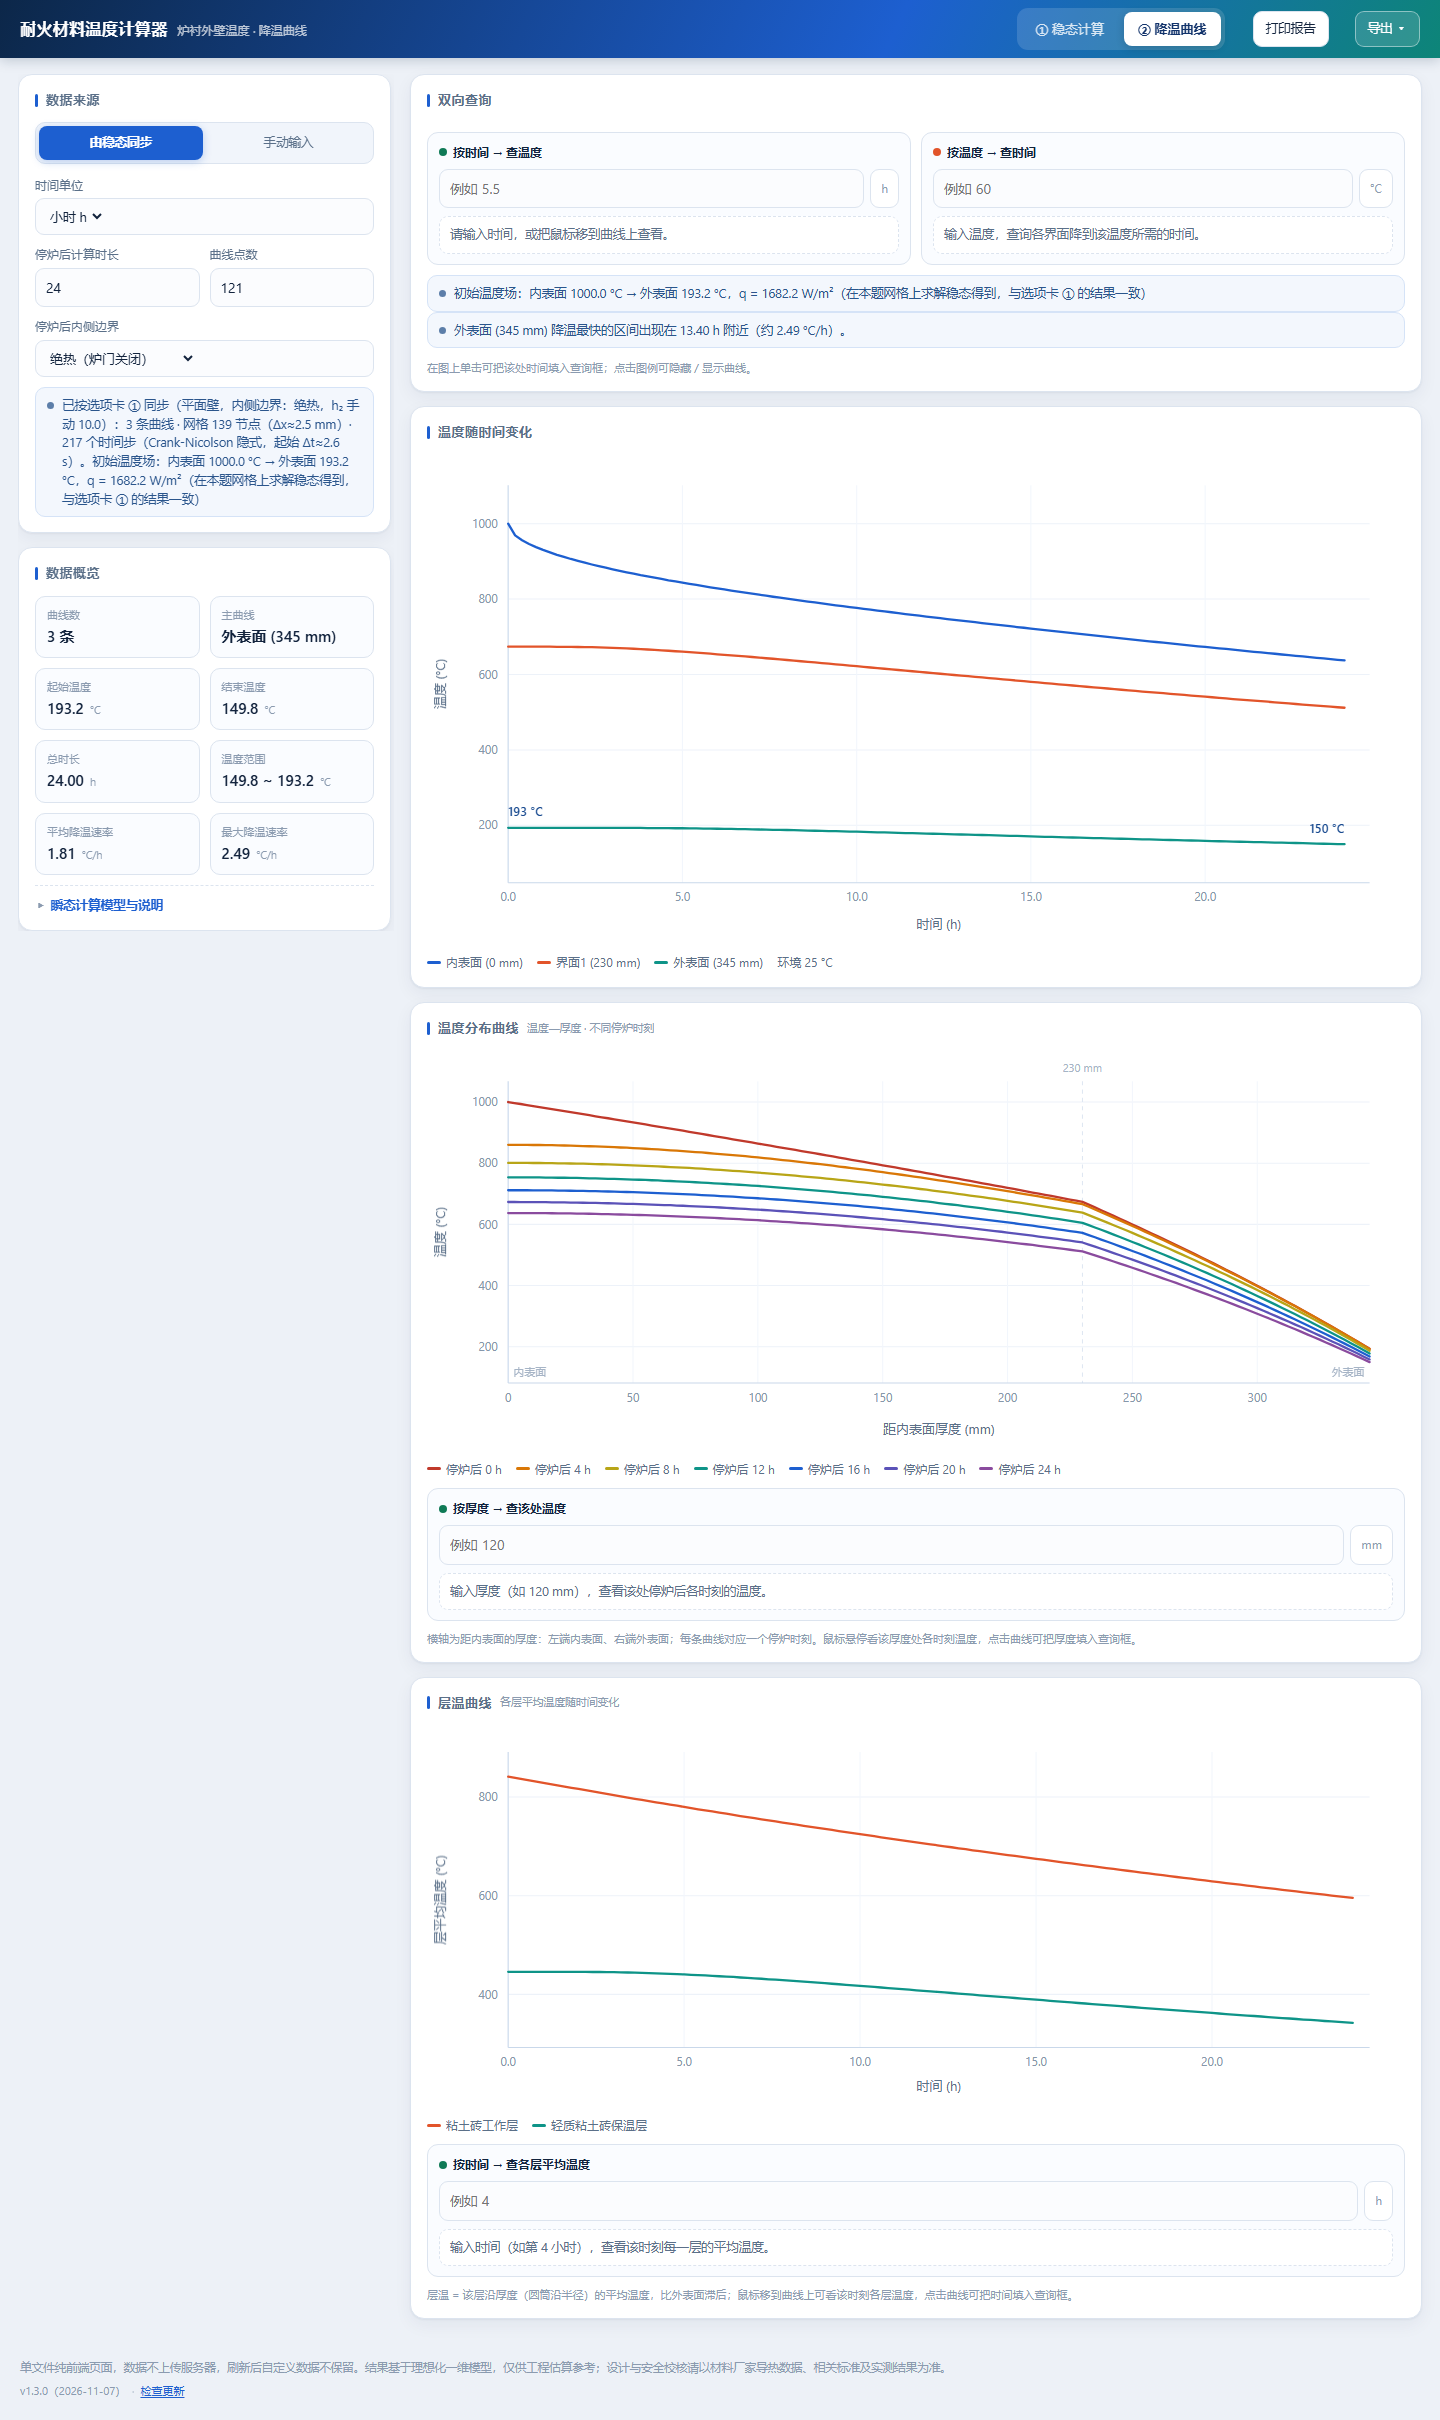 耐火材料温度计算器 炉衬外壁温度 · 降温曲线
① 稳态计算
② 降温曲线
打印报告
导出
数据来源
由稳态同步
手动输入
时间单位
小时 h
停炉后计算时长
曲线点数
24
121
停炉后内侧边界
绝热（炉门关闭）
已按选项卡 ① 同步（平面壁，内侧边界：绝热，h₂ 手
动 10.0）：3 条曲线 · 网格 139 节点（Δx≈2.5 mm）·
217 个时间步（Crank-Nicolson 隐式，起始 Δt≈2.6
s）。初始温度场：内表面 1000.0 °C → 外表面 193.2
°C，q = 1682.2 W/m²（在本题网格上求解稳态得到，
与选项卡 ① 的结果一致）
数据概览
曲线数
3 条
主曲线
外表面 (345 mm)
起始温度
193.2 °C
结束温度
149.8 °C
总时长
24.00 h
温度范围
149.8 ~ 193.2 °C
平均降温速率
1.81 °C/h
最大降温速率
2.49 °C/h
瞬态计算模型与说明
双向查询
按时间 → 查温度
例如 5.5
h
请输入时间，或把鼠标移到曲线上查看。
按温度 → 查时间
例如 60
°C
输入温度，查询各界面降到该温度所需的时间。
初始温度场：内表面 1000.0 °C → 外表面 193.2 °C，q = 1682.2 W/m²（在本题网格上求解稳态得到，与选项卡 ① 的结果一致）
外表面 (345 mm) 降温最快的区间出现在 13.40 h 附近（约 2.49 °C/h）。
在图上单击可把该处时间填入查询框；点击图例可隐藏 / 显示曲线。
温度随时间变化
温度 (°C)
1000
800
600
400
200
193 °C
150 °C
0.0
5.0
10.0
15.0
20.0
时间 (h)
内表面 (0 mm)
界面1 (230 mm)
外表面 (345 mm)
环境 25 °C
温度分布曲线 温度—厚度 · 不同停炉时刻
230 mm
温度 (°C)
1000
800
600
400
200
内表面
外表面
0
50
100
150
200
250
300
距内表面厚度 (mm)
停炉后 0 h
停炉后 4 h
停炉后 8 h
停炉后 12 h
停炉后 16 h
停炉后 20 h
停炉后 24 h
按厚度 → 查该处温度
例如 120
mm
输入厚度（如 120 mm），查看该处停炉后各时刻的温度。
横轴为距内表面的厚度：左端内表面、右端外表面；每条曲线对应一个停炉时刻。鼠标悬停看该厚度处各时刻温度，点击曲线可把厚度填入查询框。
层温曲线 各层平均温度随时间变化
层平均温度 (°C)
800
600
400
0.0
5.0
10.0
15.0
20.0
时间 (h)
粘土砖工作层
轻质粘土砖保温层
按时间 → 查各层平均温度
例如 4
h
输入时间（如第 4 小时），查看该时刻每一层的平均温度。
层温 = 该层沿厚度（圆筒沿半径）的平均温度，比外表面滞后；鼠标移到曲线上可看该时刻各层温度，点击曲线可把时间填入查询框。
单文件纯前端页面，数据不上传服务器，刷新后自定义数据不保留。结果基于理想化一维模型，仅供工程估算参考；设计与安全校核请以材料厂家导热数据、相关标准及实测结果为准。
v1.3.0（2026-11-07） · 检查更新